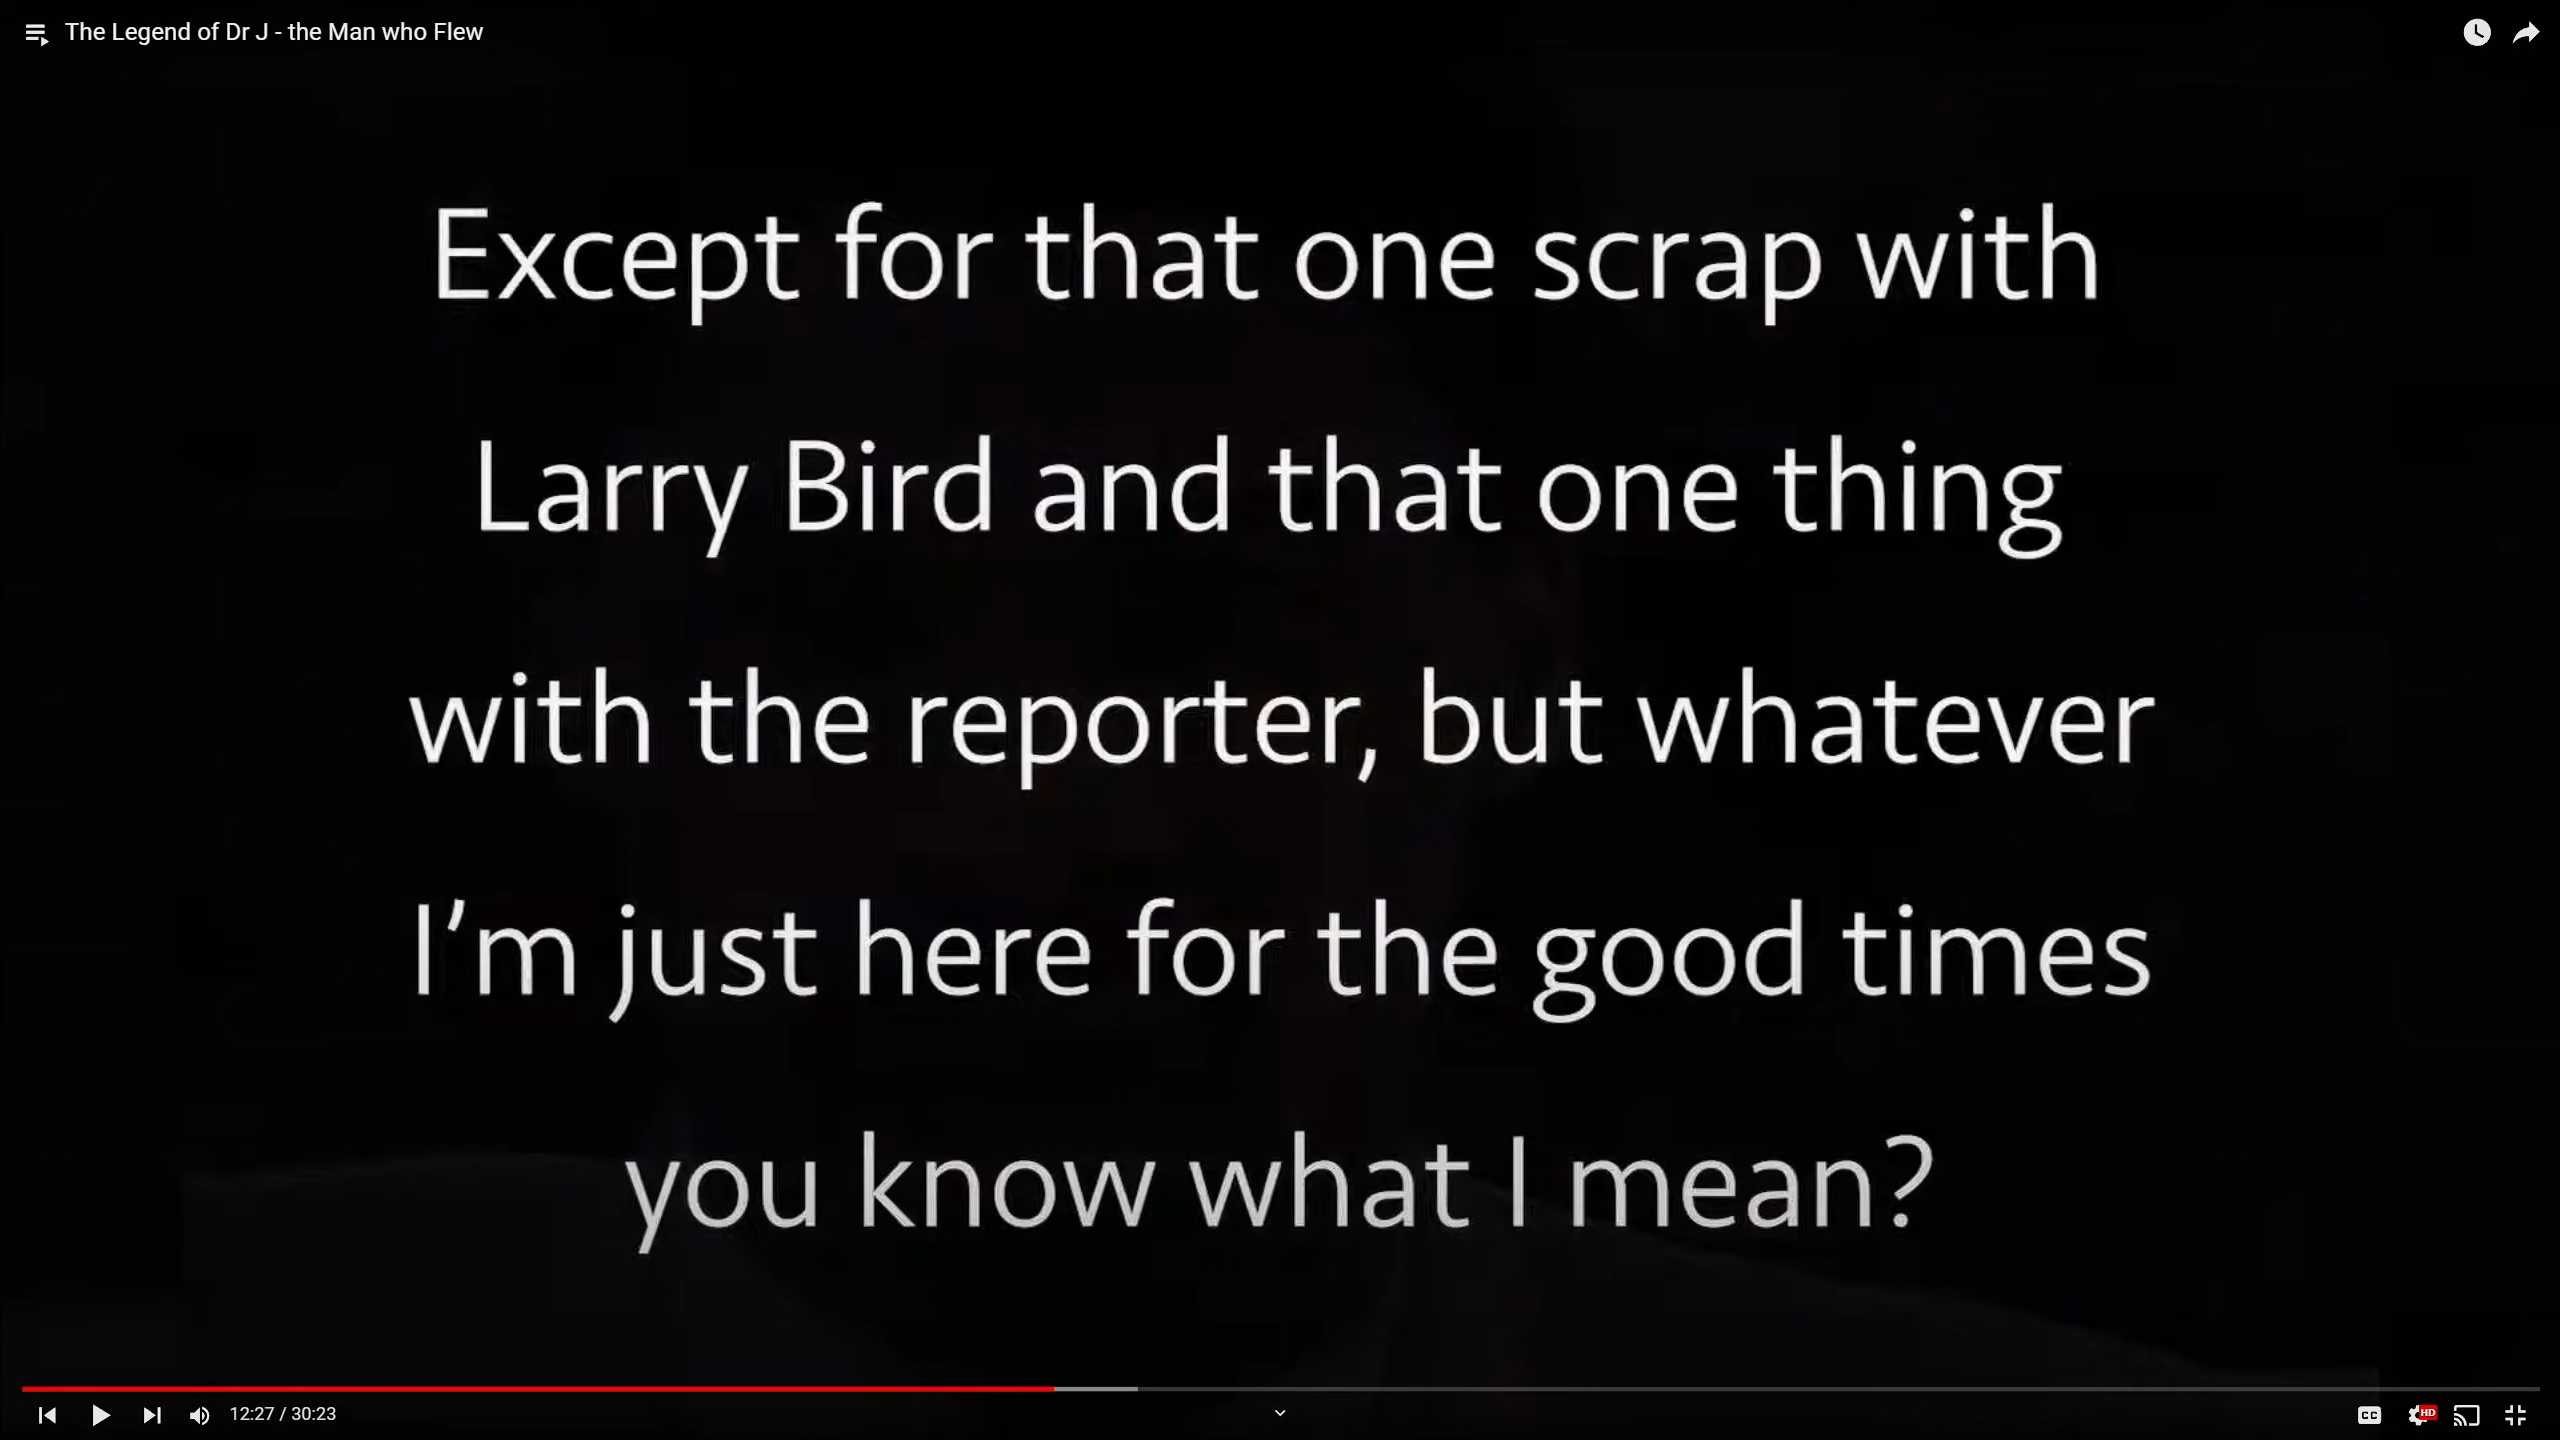 The Legend of Dr J - the Man who Flew
Except for that one scrap with
Larry Bird and that one thing
with the reporter, but whatever
I’m just here for the good times
you know what I mean?
12:27 / 30:23
CC
HD